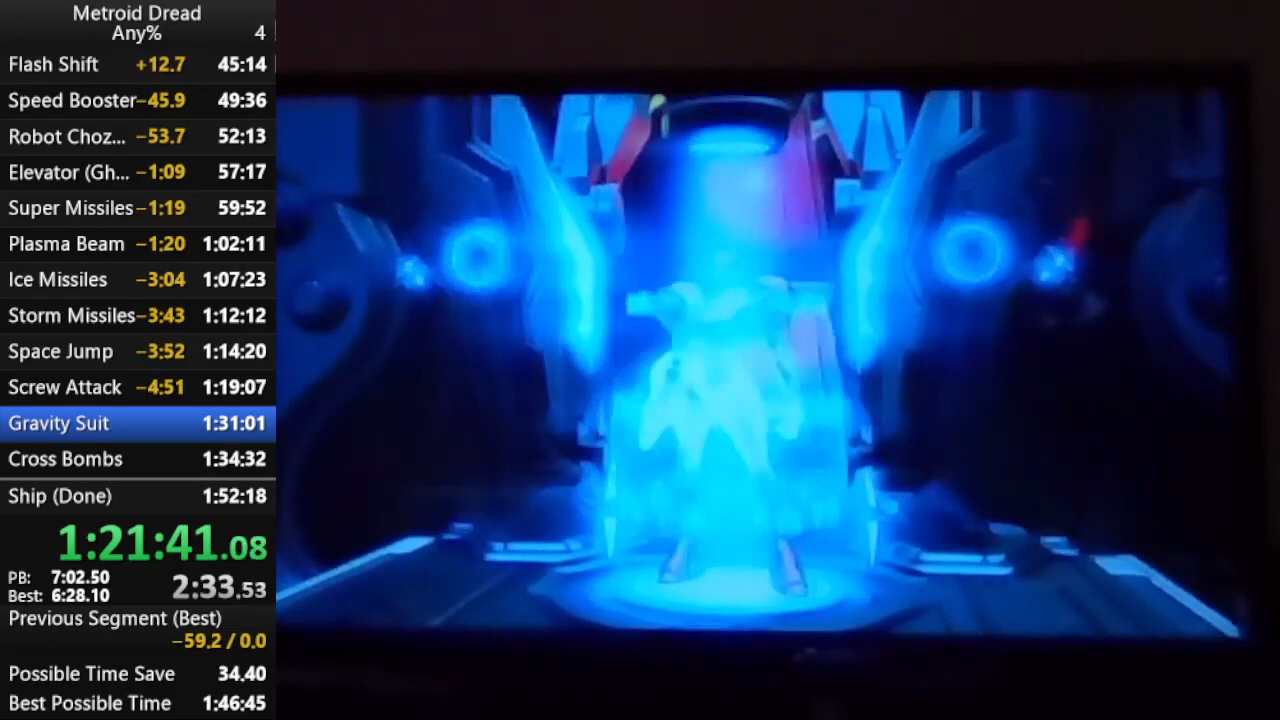 Metroid Dread
Any% 4
Flash Shift +12.7 45:14
Speed Booster −45.9 49:36
Robot Choz... −53.7 52:13
Elevator (Gh... −1:09 57:17
Super Missiles −1:19 59:52
Plasma Beam −1:20 1:02:11
Ice Missiles −3:04 1:07:23
Storm Missiles −3:43 1:12:12
Space Jump −3:52 1:14:20
Screw Attack −4:51 1:19:07
Gravity Suit 1:31:01
Cross Bombs 1:34:32
Ship (Done) 1:52:18
1:21:41.08
PB: 7:02.50
Best: 6:28.10 2:33.53
Previous Segment (Best)
−59.2 / 0.0
Possible Time Save 34.40
Best Possible Time 1:46:45